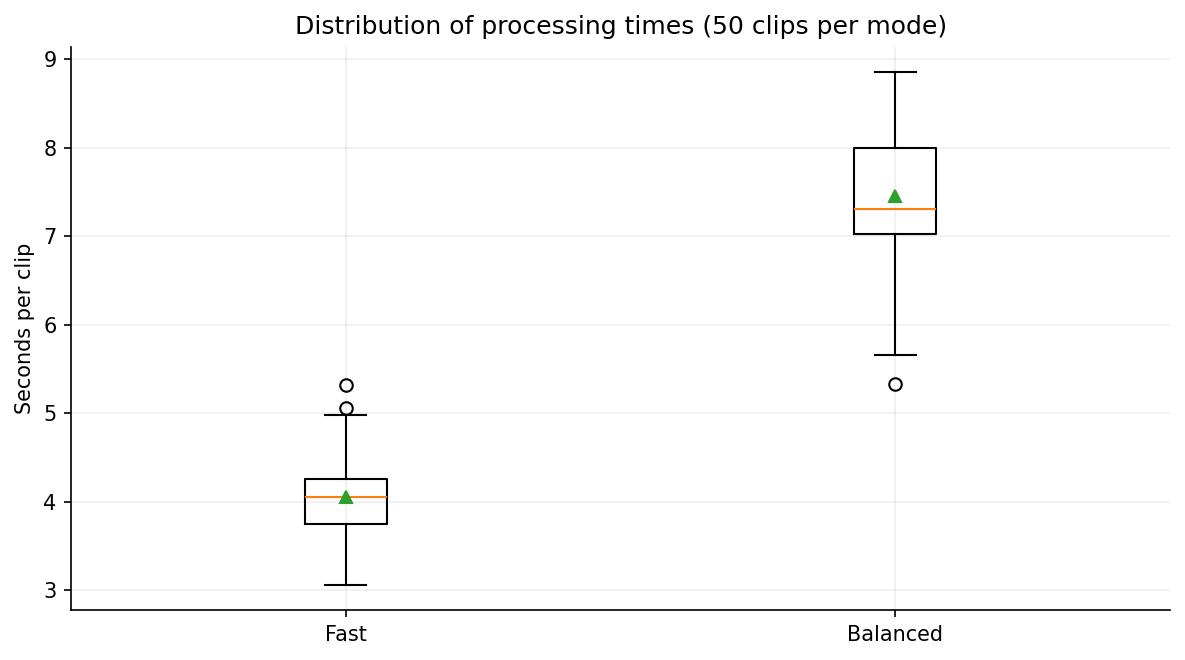 Distribution of processing times (50 clips per mode)
Seconds per clip
9
8
7
6
5
4
3
Fast
Balanced